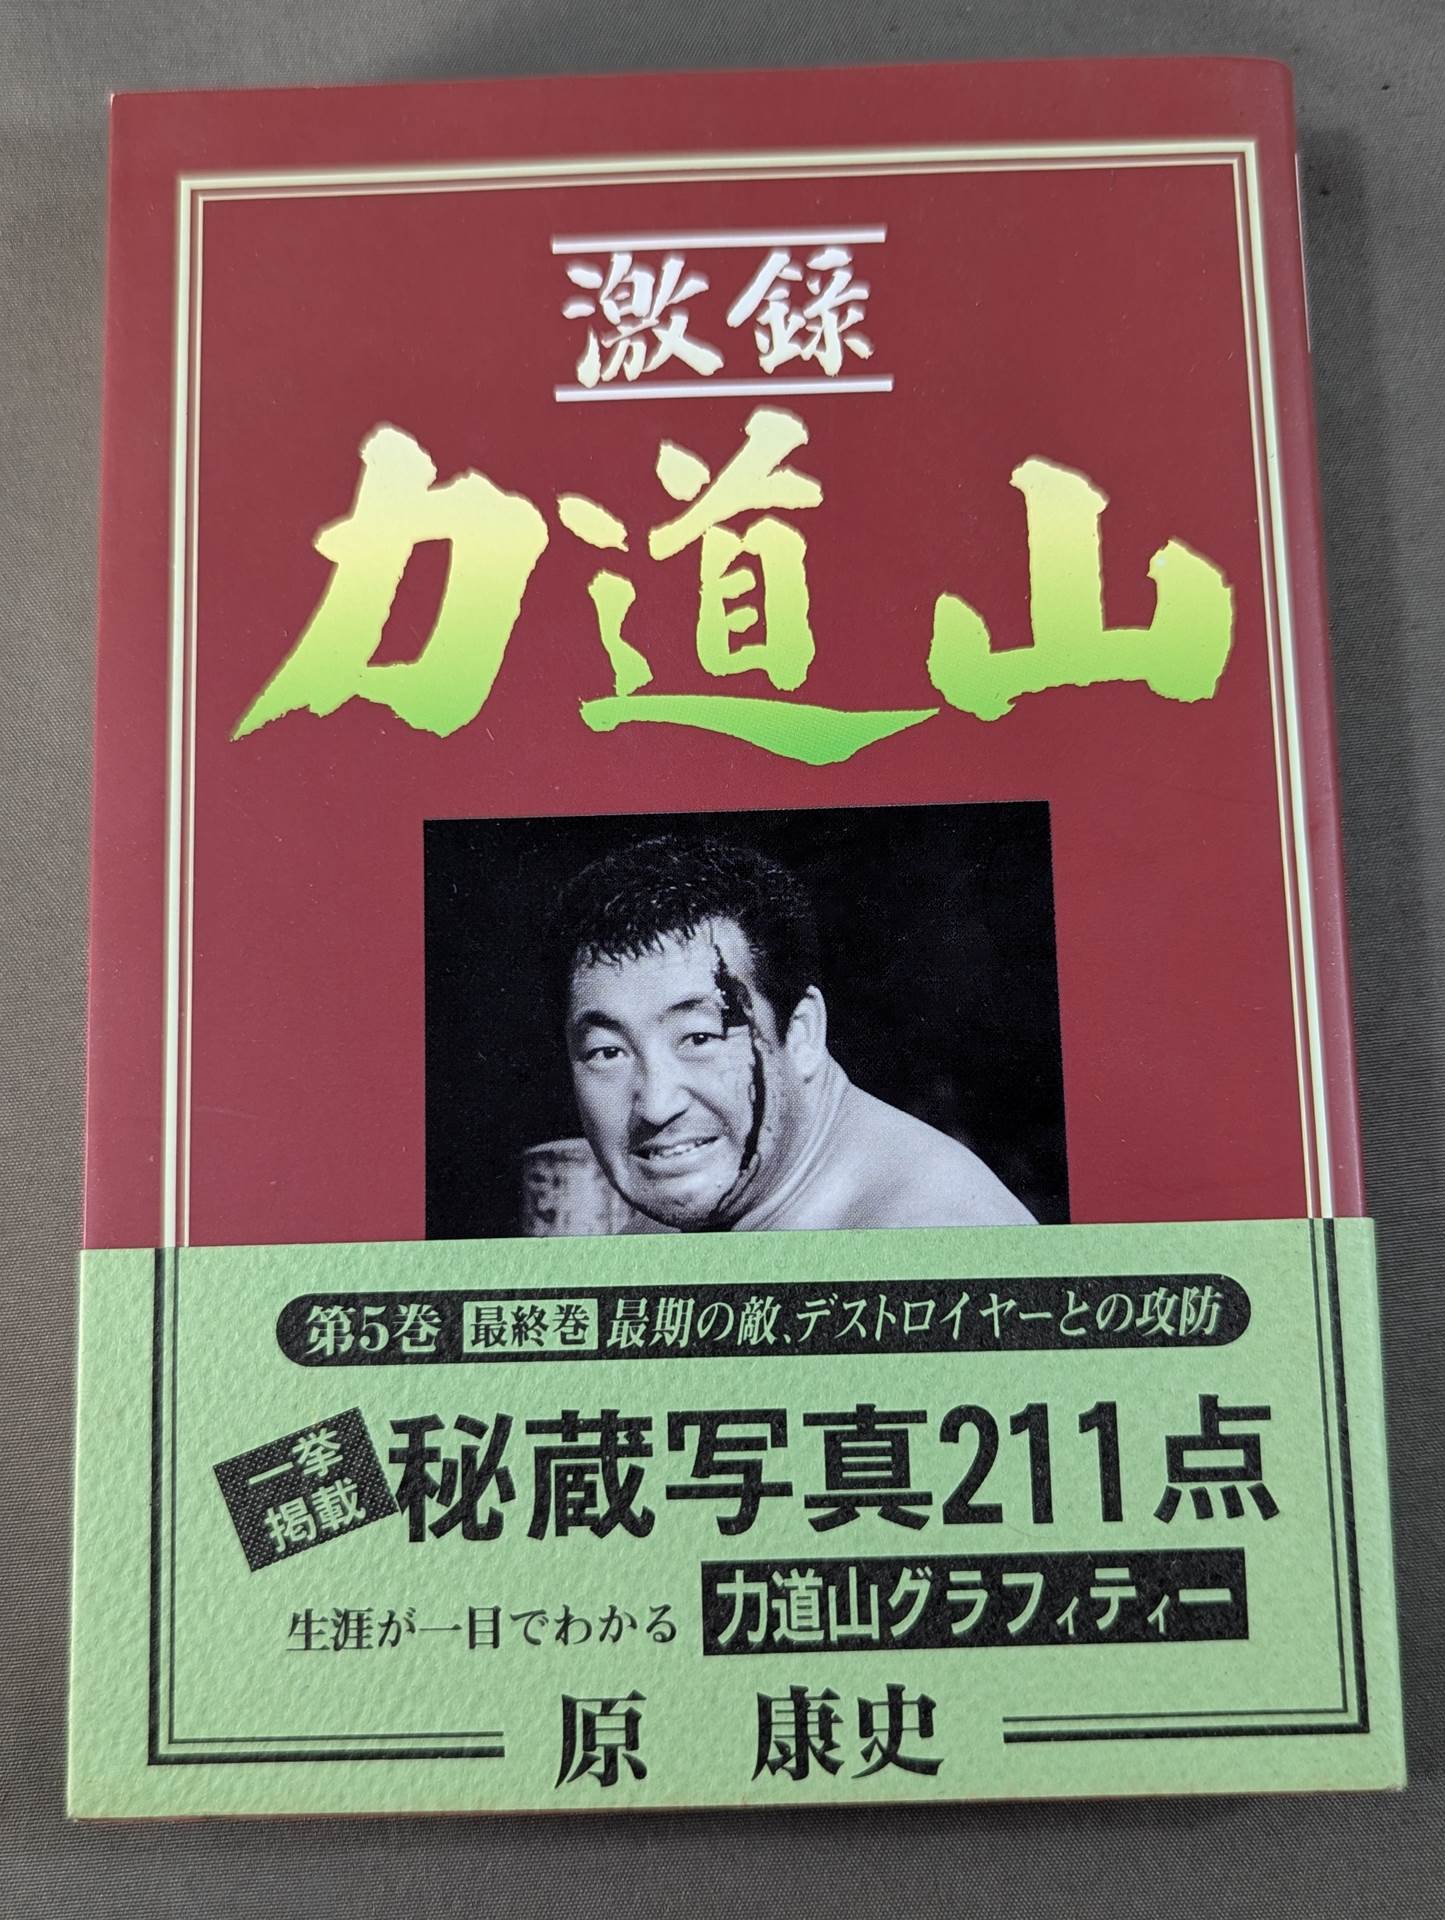 激録
力道山
第5巻 最終巻 最期の敵、デストロイヤーとの攻防
一挙
掲載
秘蔵写真211点
生涯が一目でわかる 力道山グラフィティー
原 康史